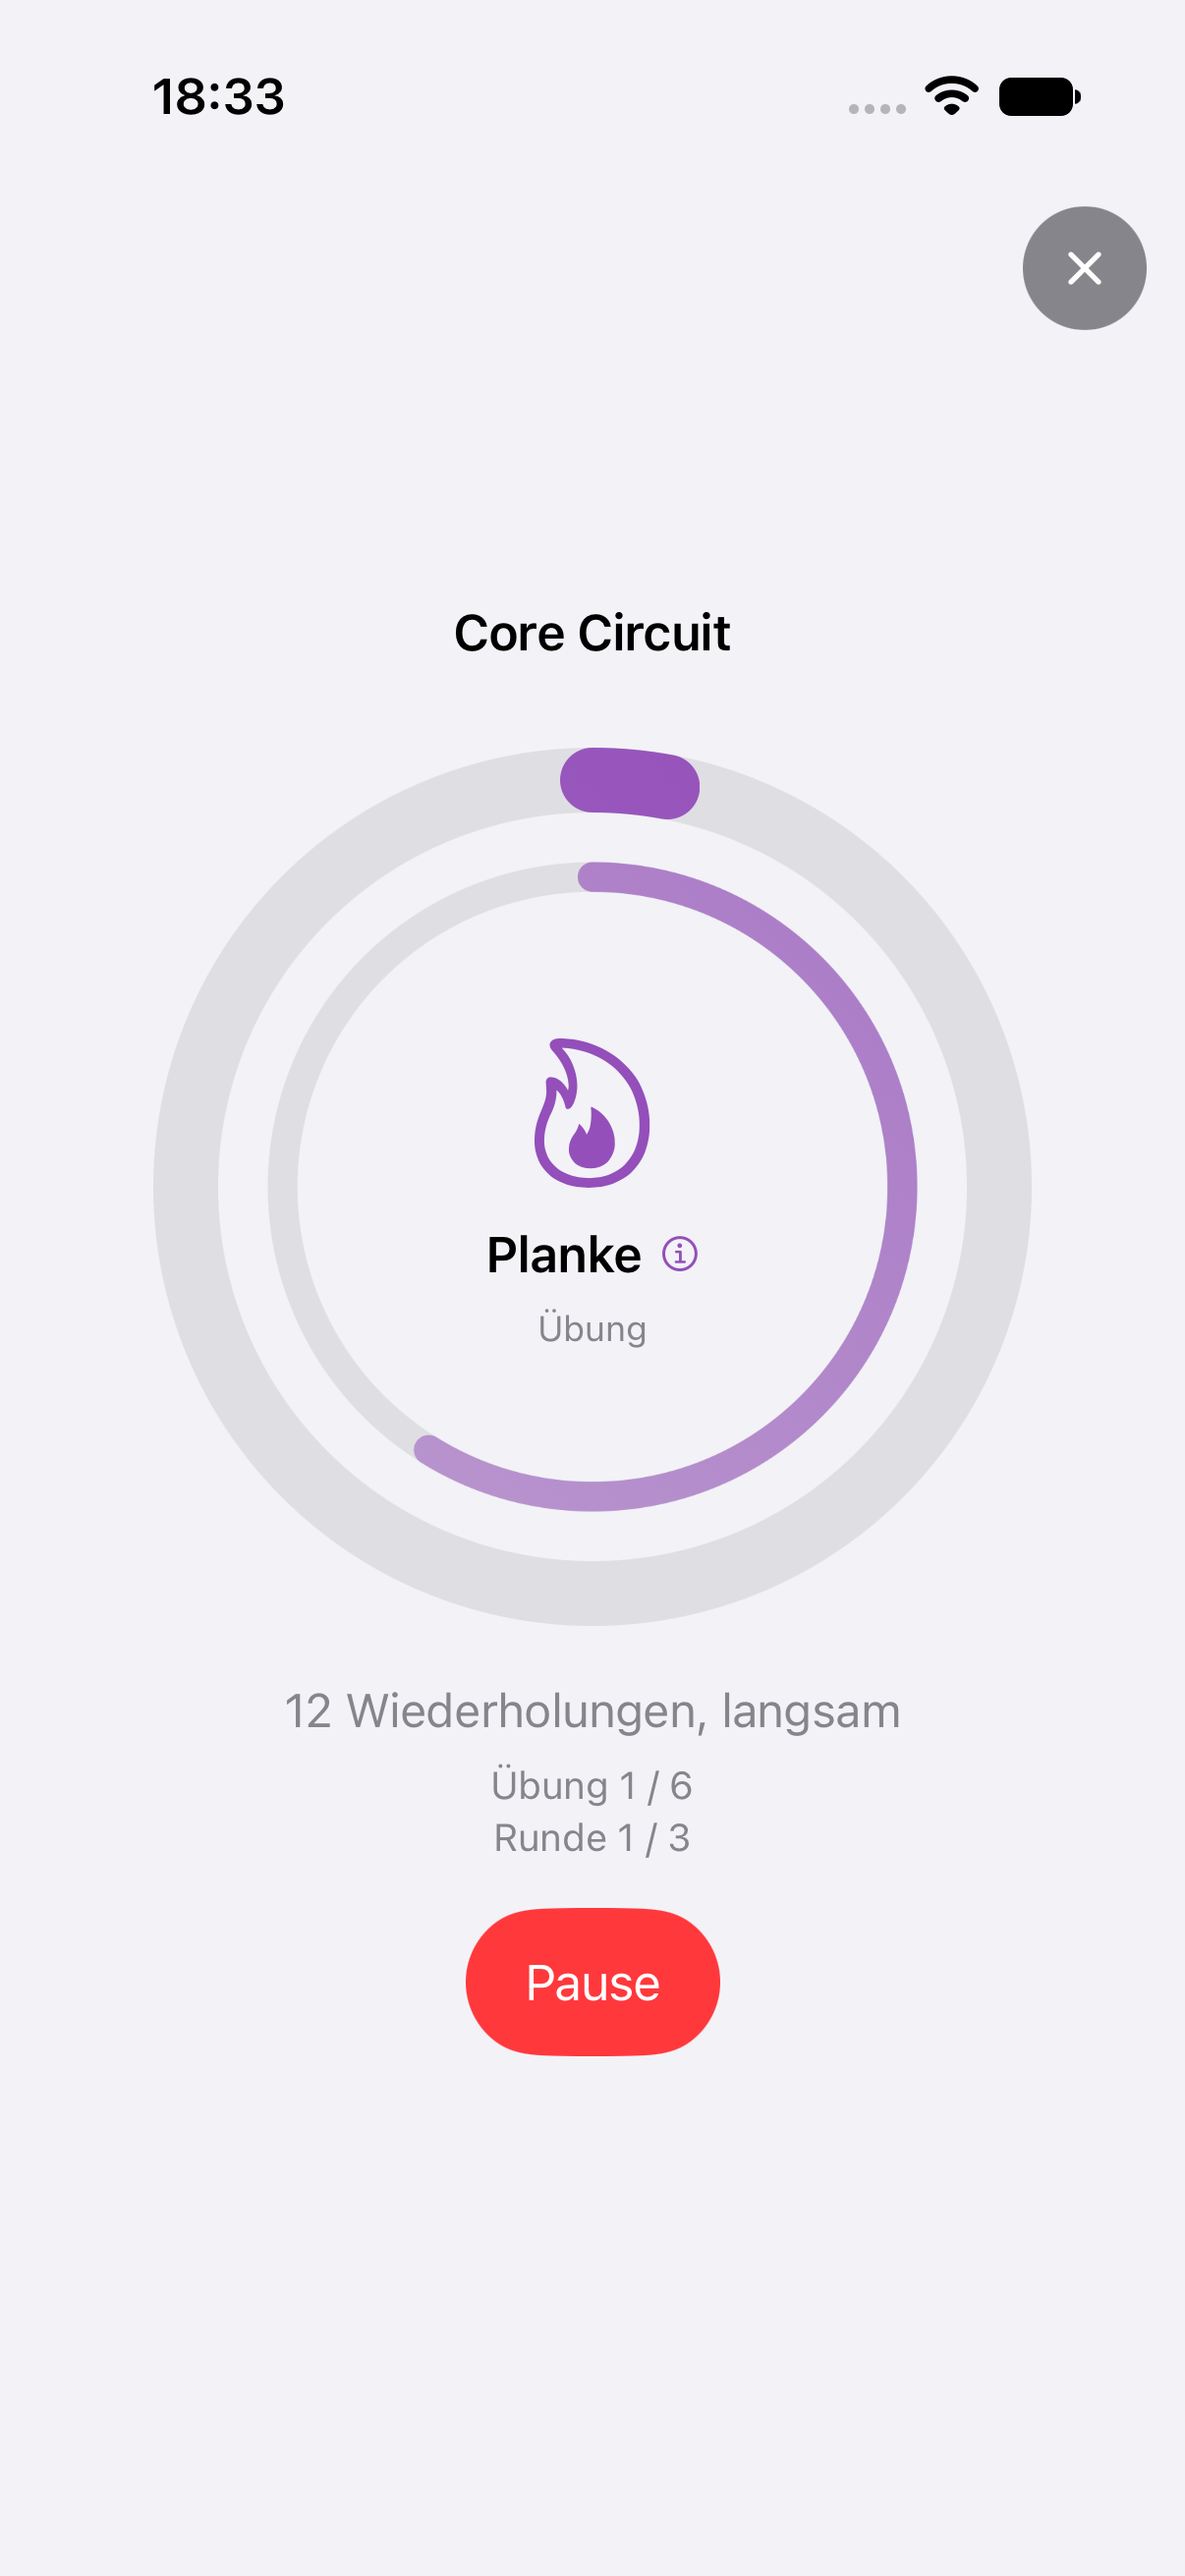 18:33
Core Circuit
Planke
Übung
12 Wiederholungen, langsam
Übung 1 / 6
Runde 1 / 3
Pause